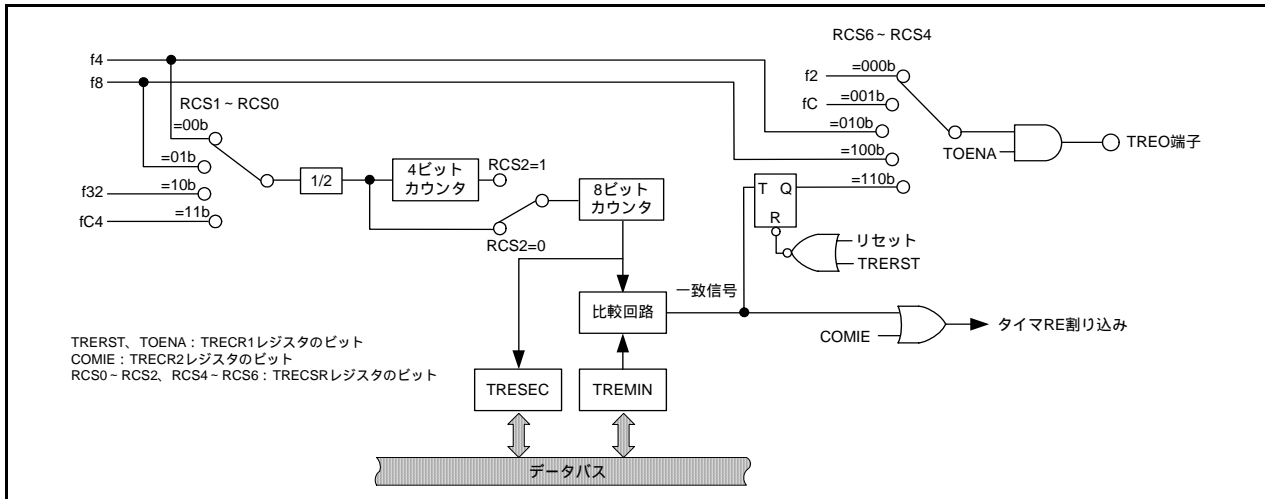 RCS6~RCS4
f4
f8
f2
=000b
fC
=001b
=010b
=100b
=110b
TOENA
TREO端子
RCS1~RCS0
=00b
=01b
f32
=10b
fC4
=11b
1/2
4ビット
カウンタ
RCS2=1
RCS2=0
8ビット
カウンタ
T Q
R
リセット
TRERST
一致信号
比較回路
COMIE
タイマRE割り込み
TRERST、TOENA:TRECR1レジスタのビット
COMIE:TRECR2レジスタのビット
RCS0~RCS2、RCS4~RCS6:TRECSRレジスタのビット
TRESEC
TREMIN
データバス